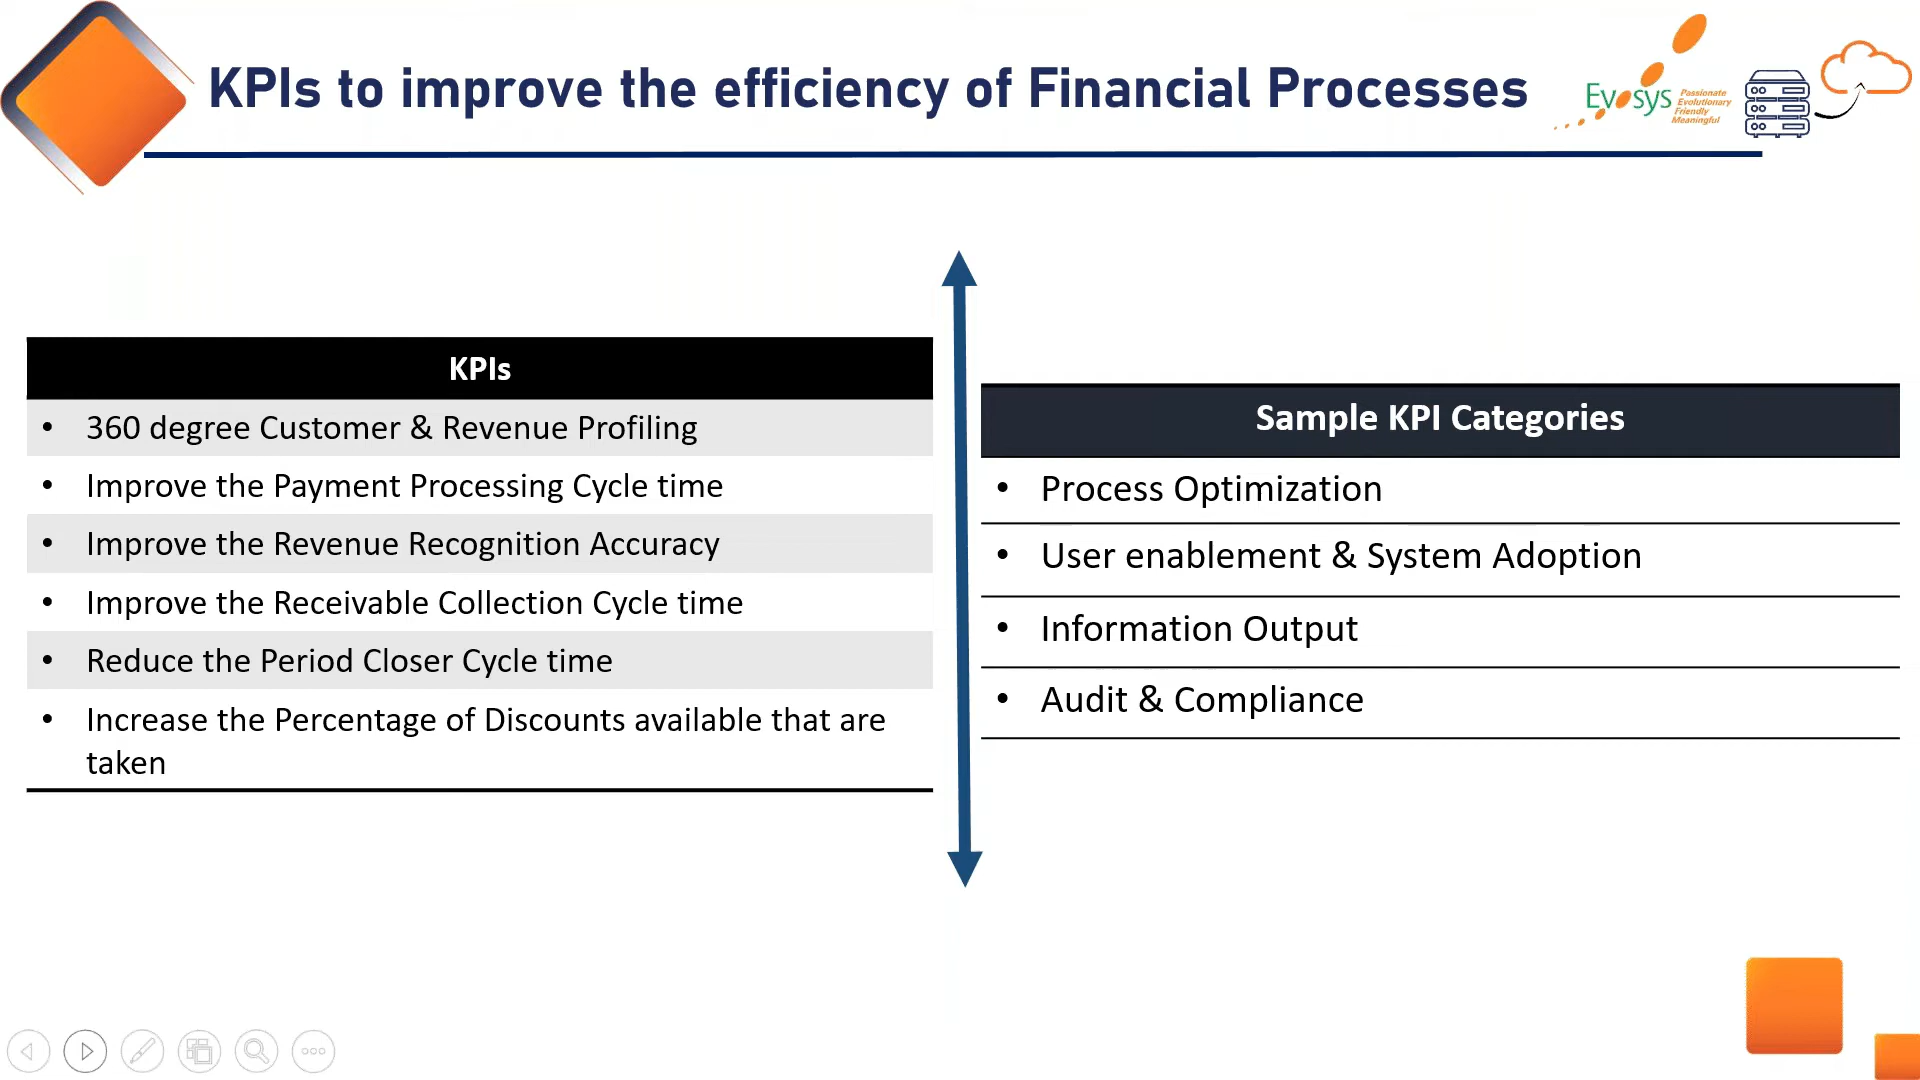 KPIs to improve the efficiency of Financial Processes
Evosys
Passionate
Evolutionary
Friendly
Meaningful
KPIs
• 360 degree Customer & Revenue Profiling
• Improve the Payment Processing Cycle time
• Improve the Revenue Recognition Accuracy
• Improve the Receivable Collection Cycle time
• Reduce the Period Closer Cycle time
• Increase the Percentage of Discounts available that are
taken
Sample KPI Categories
• Process Optimization
• User enablement & System Adoption
• Information Output
• Audit & Compliance